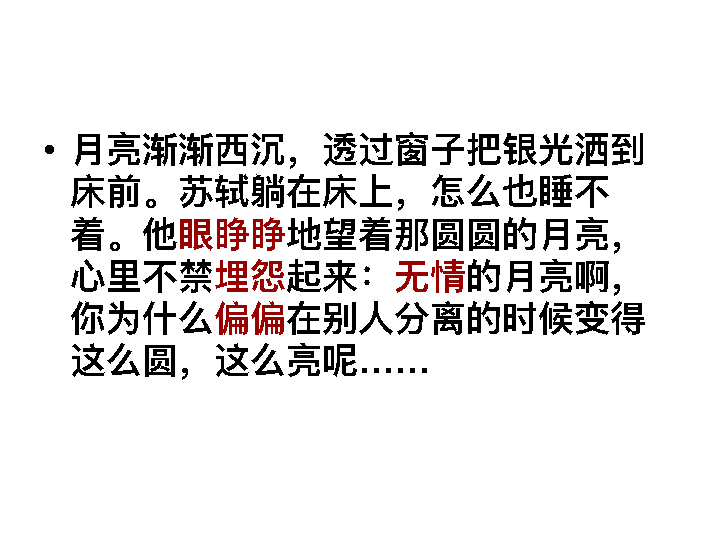 • 月亮渐渐西沉，透过窗子把银光洒到
床前。苏轼躺在床上，怎么也睡不
着。他眼睁睁地望着那圆圆的月亮，
心里不禁埋怨起来：无情的月亮啊，
你为什么偏偏在别人分离的时候变得
这么圆，这么亮呢……